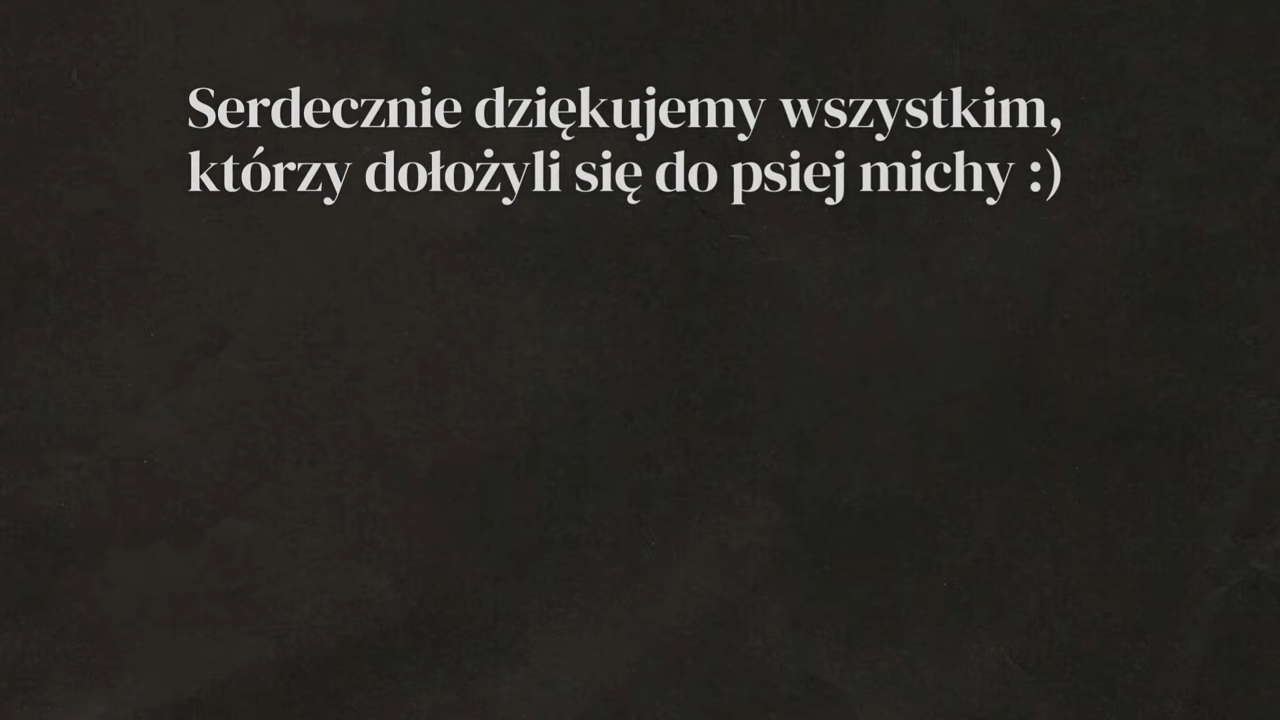 Serdecznie dziękujemy wszystkim,
którzy dołożyli się do psiej michy :)